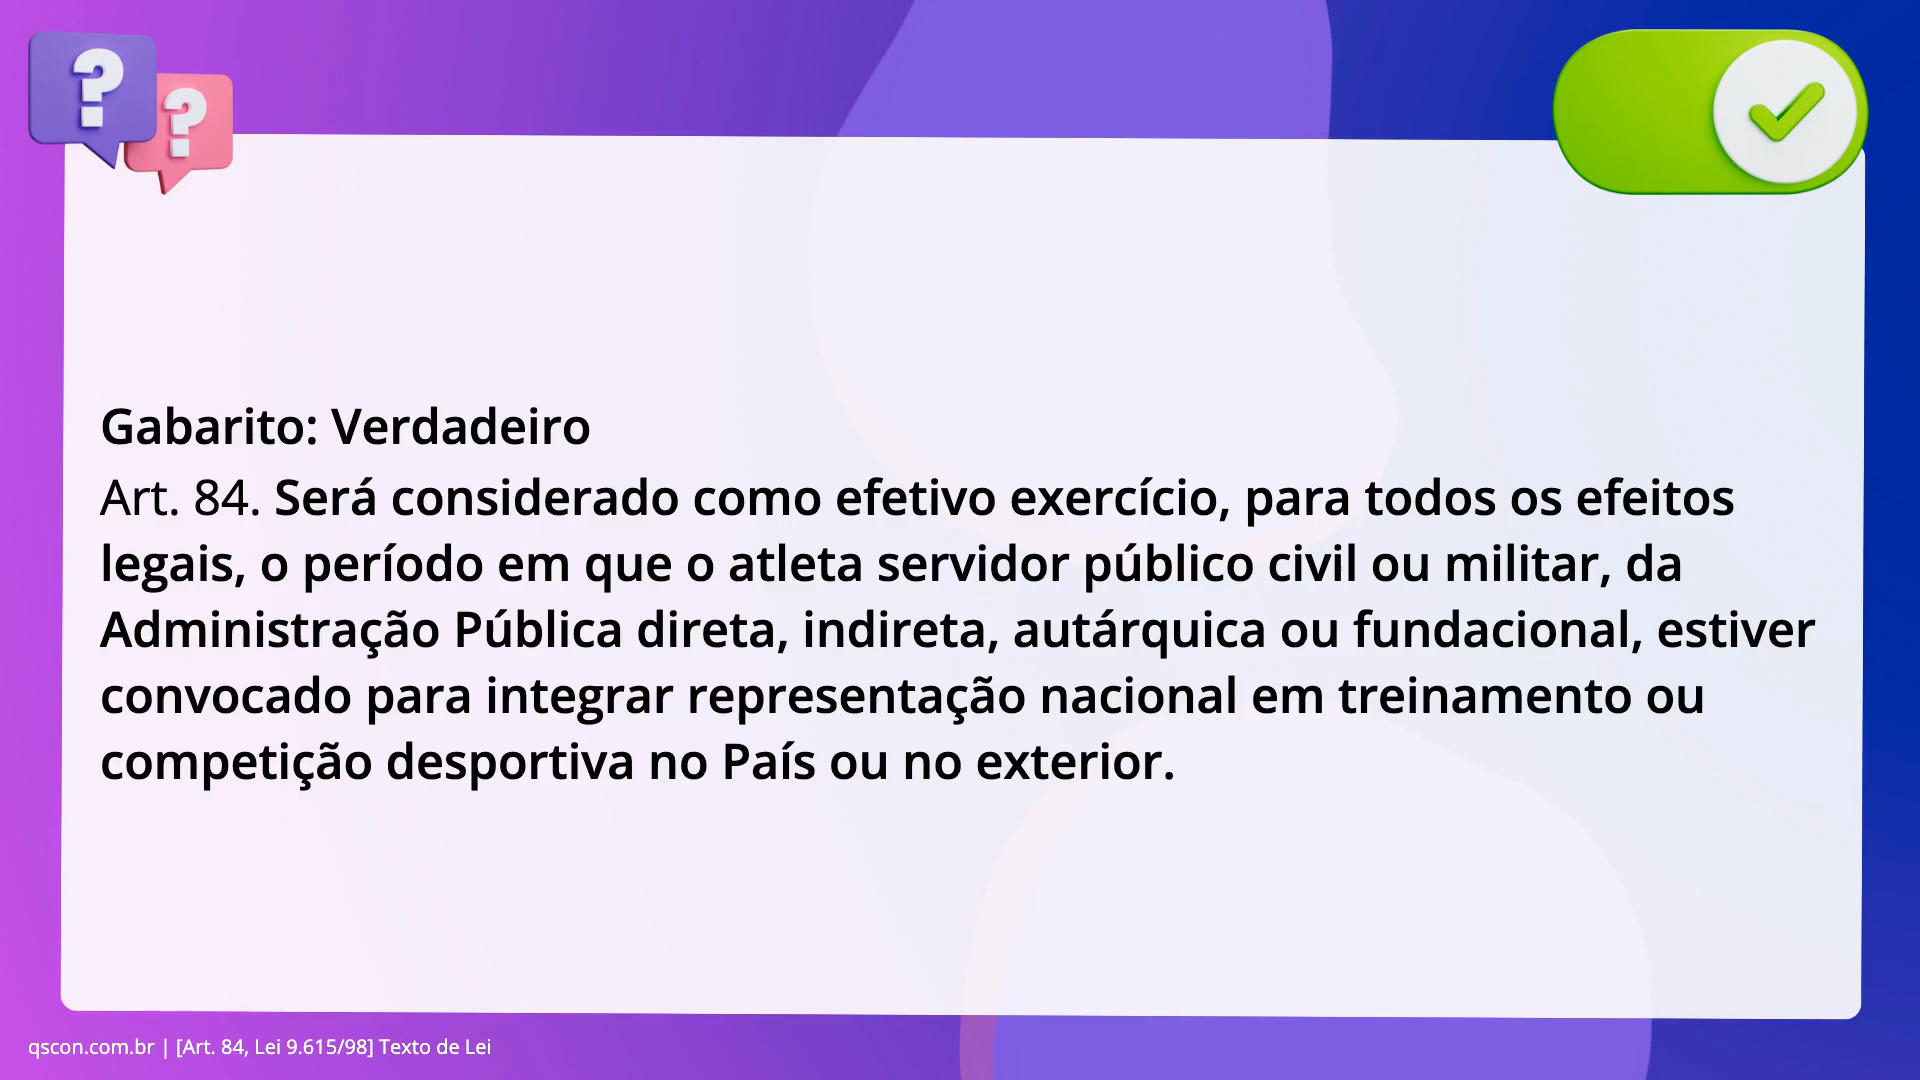 ?
?
Gabarito: Verdadeiro
Art. 84. Será considerado como efetivo exercício, para todos os efeitos
legais, o período em que o atleta servidor público civil ou militar, da
Administração Pública direta, indireta, autárquica ou fundacional, estiver
convocado para integrar representação nacional em treinamento ou
competição desportiva no País ou no exterior.
qscon.com.br | [Art. 84, Lei 9.615/98] Texto de Lei